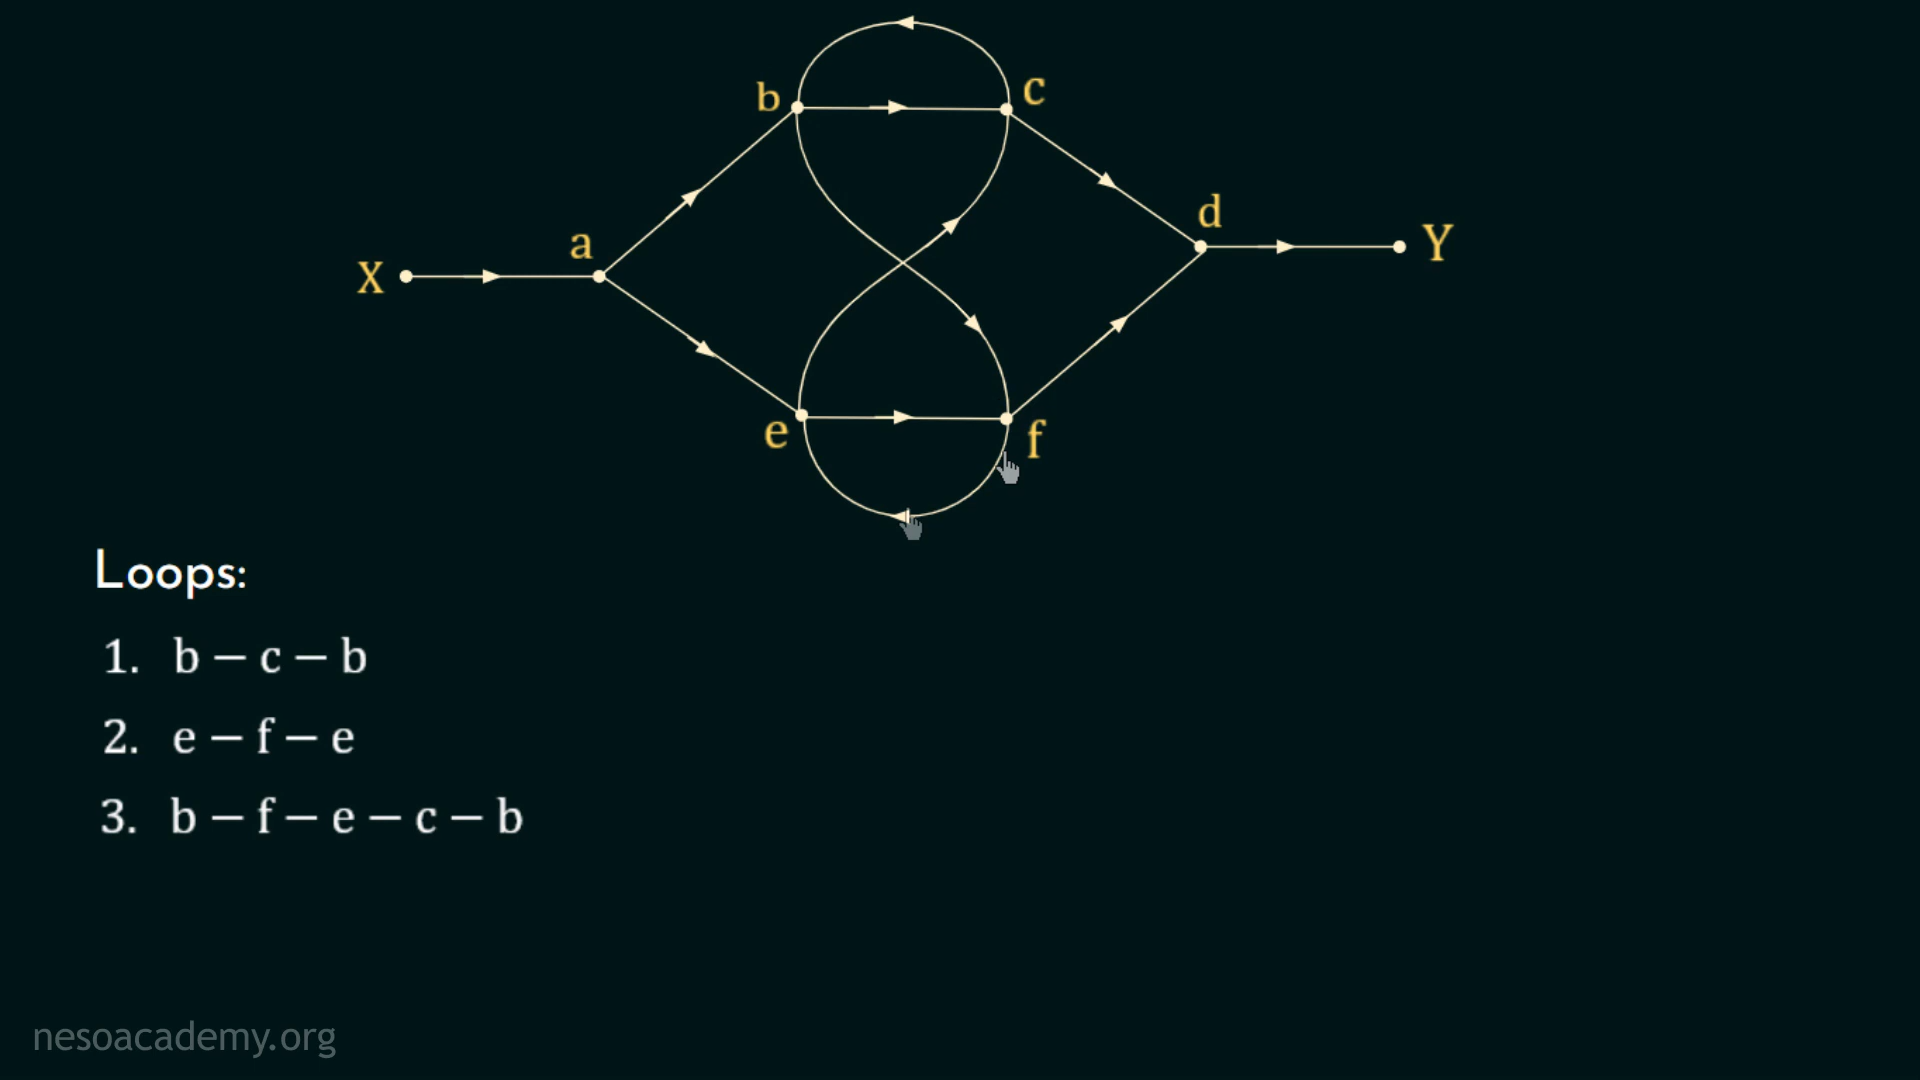 b
c
d
Y
a
X
e
f
Loops:
1. b – c – b
2. e – f – e
3. b – f – e – c – b
nesoacademy.org